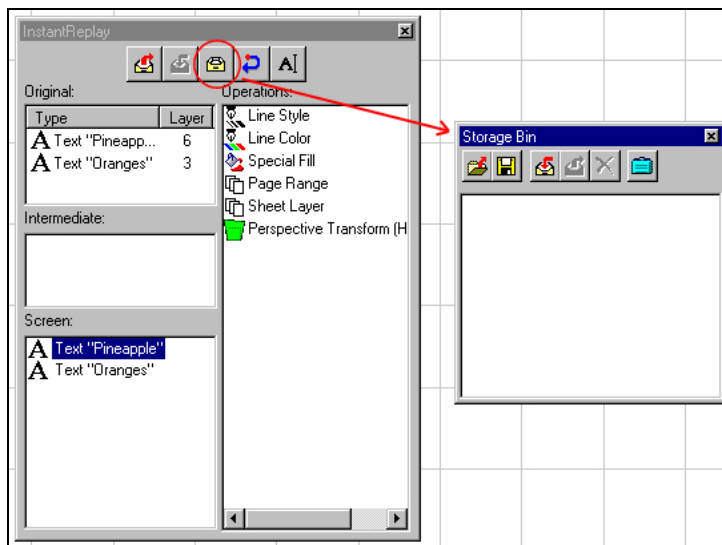 InstantReplay
AI
Original:
Type Layer
A Text "Pineapp... 6
A Text "Oranges" 3
Intermediate:
Screen:
A Text "Pineapple"
A Text "Oranges"
Operations:
Line Style
Line Color
Special Fill
Page Range
Sheet Layer
Perspective Transform (H
Storage Bin